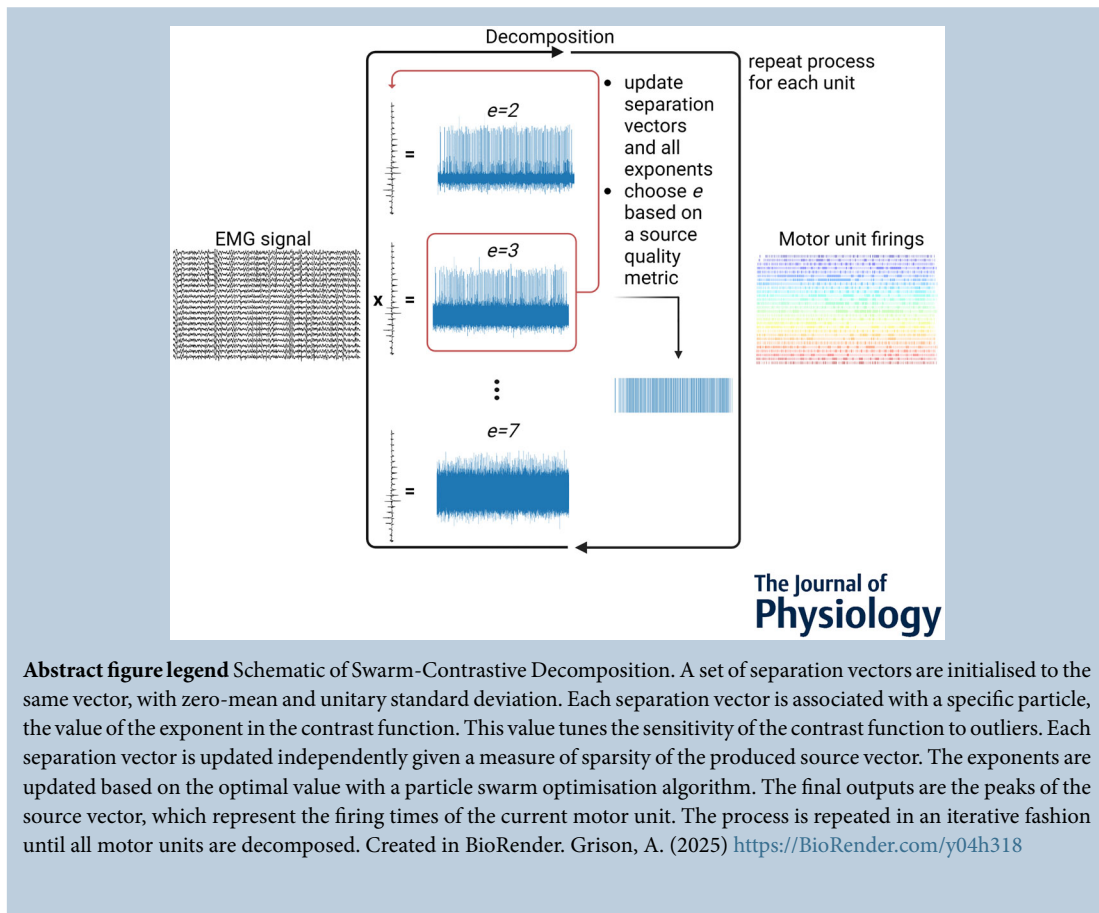 Decomposition
repeat process
for each unit
• update
separation
vectors
and all
exponents
• choose e
based on
a source
quality
metric
e=2
=
EMG signal
x
e=3
=
⋮
e=7
=
Motor unit firings
The Journal of
Physiology
Abstract figure legend Schematic of Swarm-Contrastive Decomposition. A set of separation vectors are initialised to the
same vector, with zero-mean and unitary standard deviation. Each separation vector is associated with a specific particle,
the value of the exponent in the contrast function. This value tunes the sensitivity of the contrast function to outliers. Each
separation vector is updated independently given a measure of sparsity of the produced source vector. The exponents are
updated based on the optimal value with a particle swarm optimisation algorithm. The final outputs are the peaks of the
source vector, which represent the firing times of the current motor unit. The process is repeated in an iterative fashion
until all motor units are decomposed. Created in BioRender. Grison, A. (2025) https://BioRender.com/y04h318